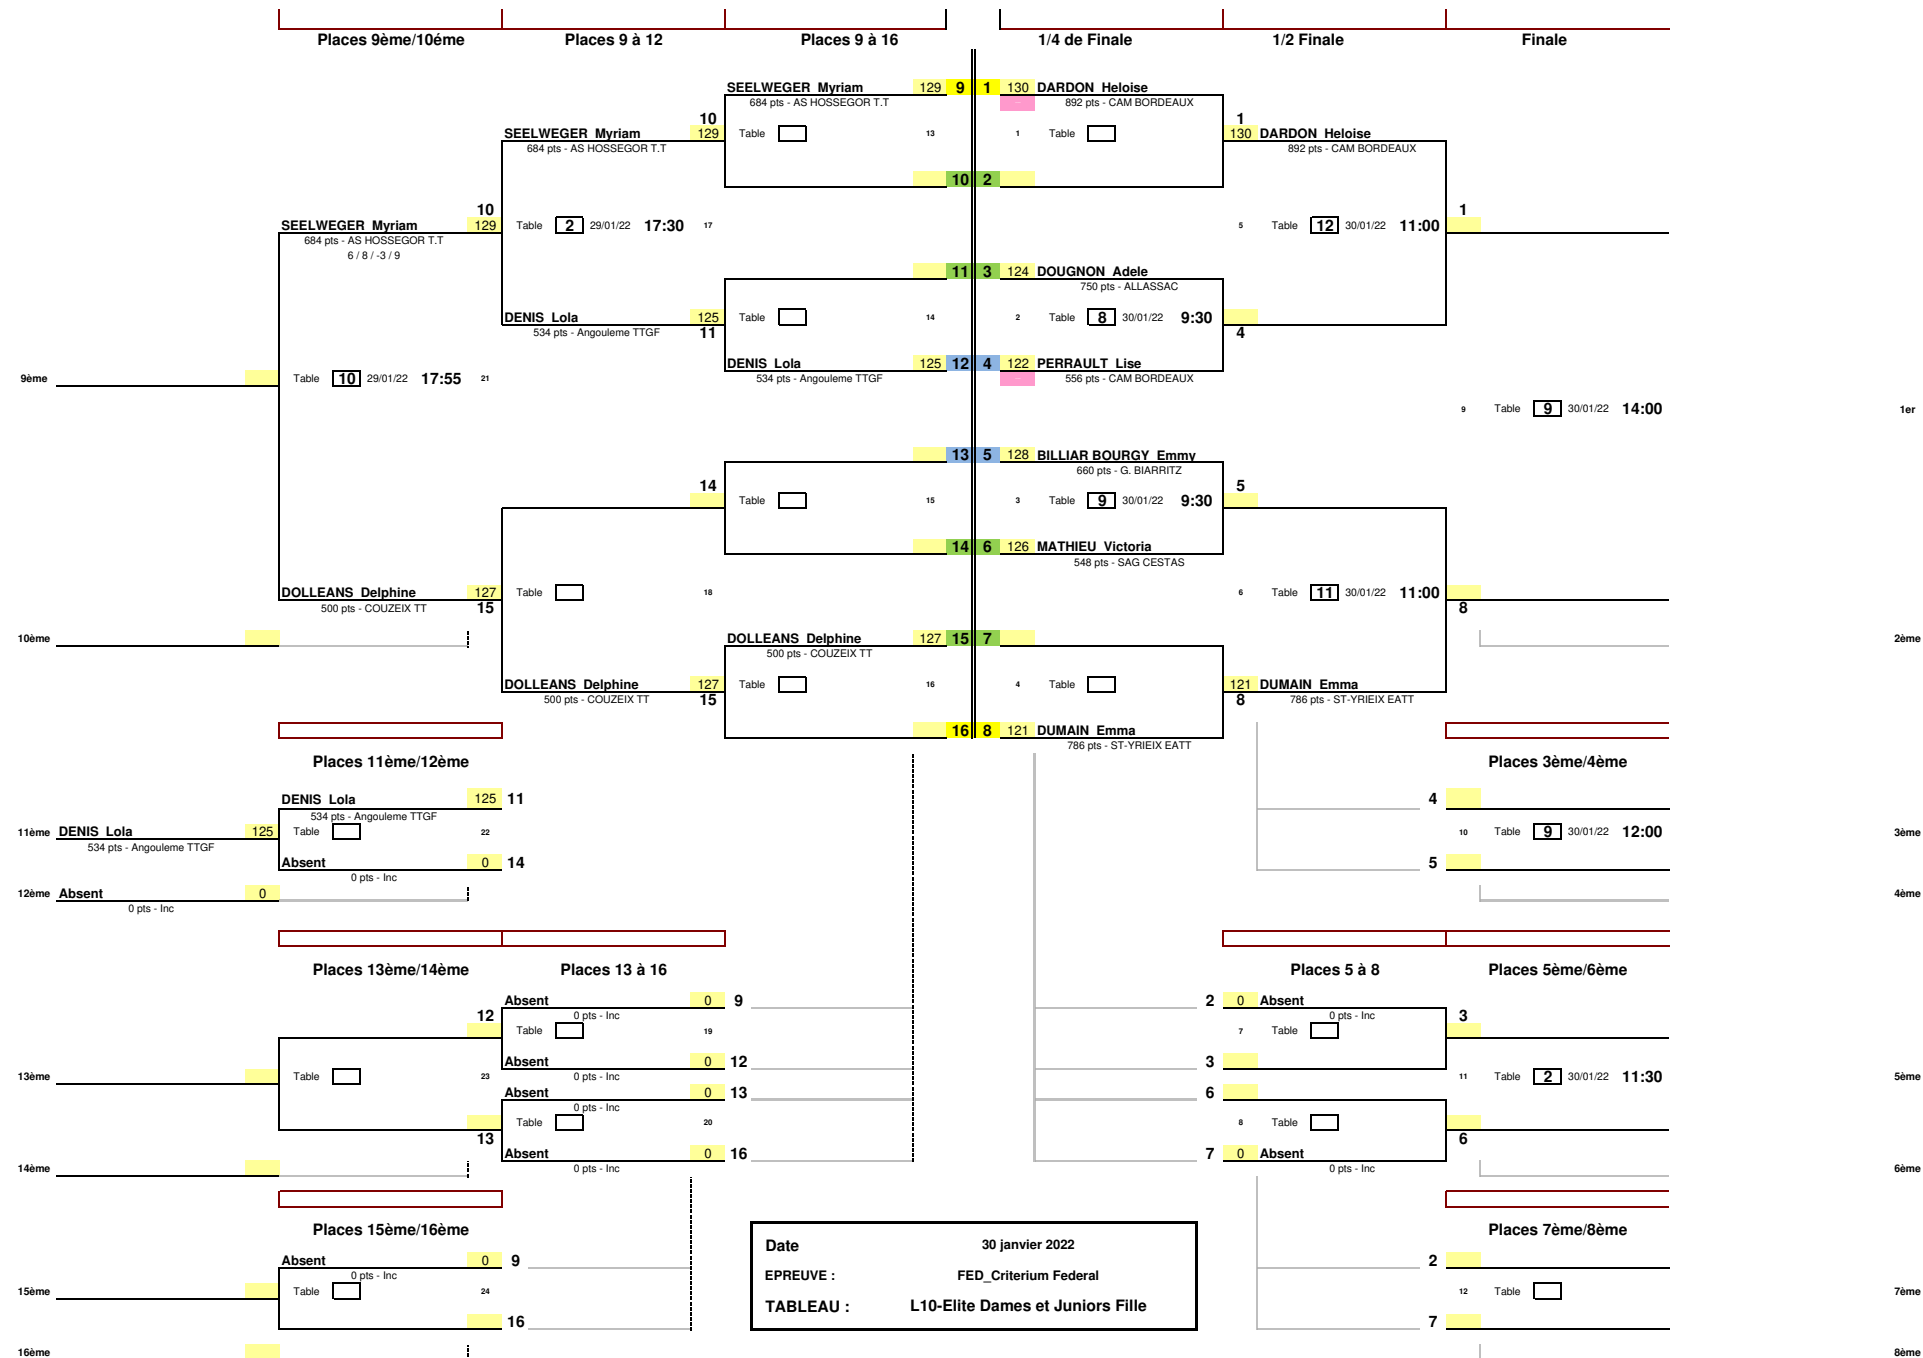 Places 9ème/10éme Places 9 à 12 Places 9 à 16 1/4 de Finale 1/2 Finale Finale
SEELWEGER Myriam 129 9 1 130 DARDON Heloise
684 pts - AS HOSSEGOR T.T 892 pts - CAM BORDEAUX
10 1
SEELWEGER Myriam 129 Table 13 1 Table 130 DARDON Heloise
684 pts - AS HOSSEGOR T.T 892 pts - CAM BORDEAUX
10 2
10 1
SEELWEGER Myriam 129 Table 2 29/01/22 17:30 17 5 Table 12 30/01/22 11:00
684 pts - AS HOSSEGOR T.T
6 / 8 / -3 / 9
11 3 124 DOUGNON Adele
750 pts - ALLASSAC
DENIS Lola 125 Table 14 2 Table 8 30/01/22 9:30
534 pts - Angouleme TTGF 11 4
DENIS Lola 125 12 4 122 PERRAULT Lise
9ème Table 10 29/01/22 17:55 21 534 pts - Angouleme TTGF 556 pts - CAM BORDEAUX
9 Table 9 30/01/22 14:00 1er
13 5 128 BILLIAR BOURGY Emmy
660 pts - G. BIARRITZ
14 5
Table 15 3 Table 9 30/01/22 9:30
14 6 126 MATHIEU Victoria
548 pts - SAG CESTAS
DOLLEANS Delphine 127 Table 18 6 Table 11 30/01/22 11:00
500 pts - COUZEIX TT 15 8
10ème DOLLEANS Delphine 127 15 7 2ème
500 pts - COUZEIX TT
DOLLEANS Delphine 127 Table 16 4 Table 121 DUMAIN Emma
500 pts - COUZEIX TT 15 8 786 pts - ST-YRIEIX EATT
16 8 121 DUMAIN Emma
786 pts - ST-YRIEIX EATT
Places 11ème/12ème Places 3ème/4ème
DENIS Lola 125 11 4
534 pts - Angouleme TTGF
11ème DENIS Lola 125 Table 22 10 Table 9 30/01/22 12:00 3ème
534 pts - Angouleme TTGF
Absent 0 14 5
0 pts - Inc
12ème Absent 0 4ème
0 pts - Inc
Places 13ème/14ème Places 13 à 16 Places 5 à 8 Places 5ème/6ème
Absent 0 9 2 0 Absent
12 0 pts - Inc 0 pts - Inc 3
Table 19 7 Table
Absent 0 12 3
13ème Table 23 0 pts - Inc 11 Table 2 30/01/22 11:30 5ème
Absent 0 13 6
0 pts - Inc
Table 20 8 Table
13 6
Absent 0 16 7 0 Absent
14ème 0 pts - Inc 0 pts - Inc 6ème
Places 15ème/16ème Places 7ème/8ème
Date 30 janvier 2022
Absent 0 9 2
0 pts - Inc EPREUVE : FED_Criterium Federal
15ème Table 24 12 Table 7ème
TABLEAU : L10-Elite Dames et Juniors Fille
16 7
16ème 8ème